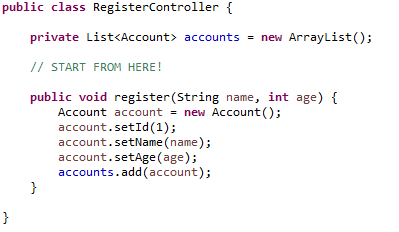 public class RegisterController {
private List<Account> accounts = new ArrayList();
// START FROM HERE!
public void register(String name, int age) {
Account account = new Account();
account.setId(1);
account.setName(name);
account.setAge(age);
accounts.add(account);
}
}